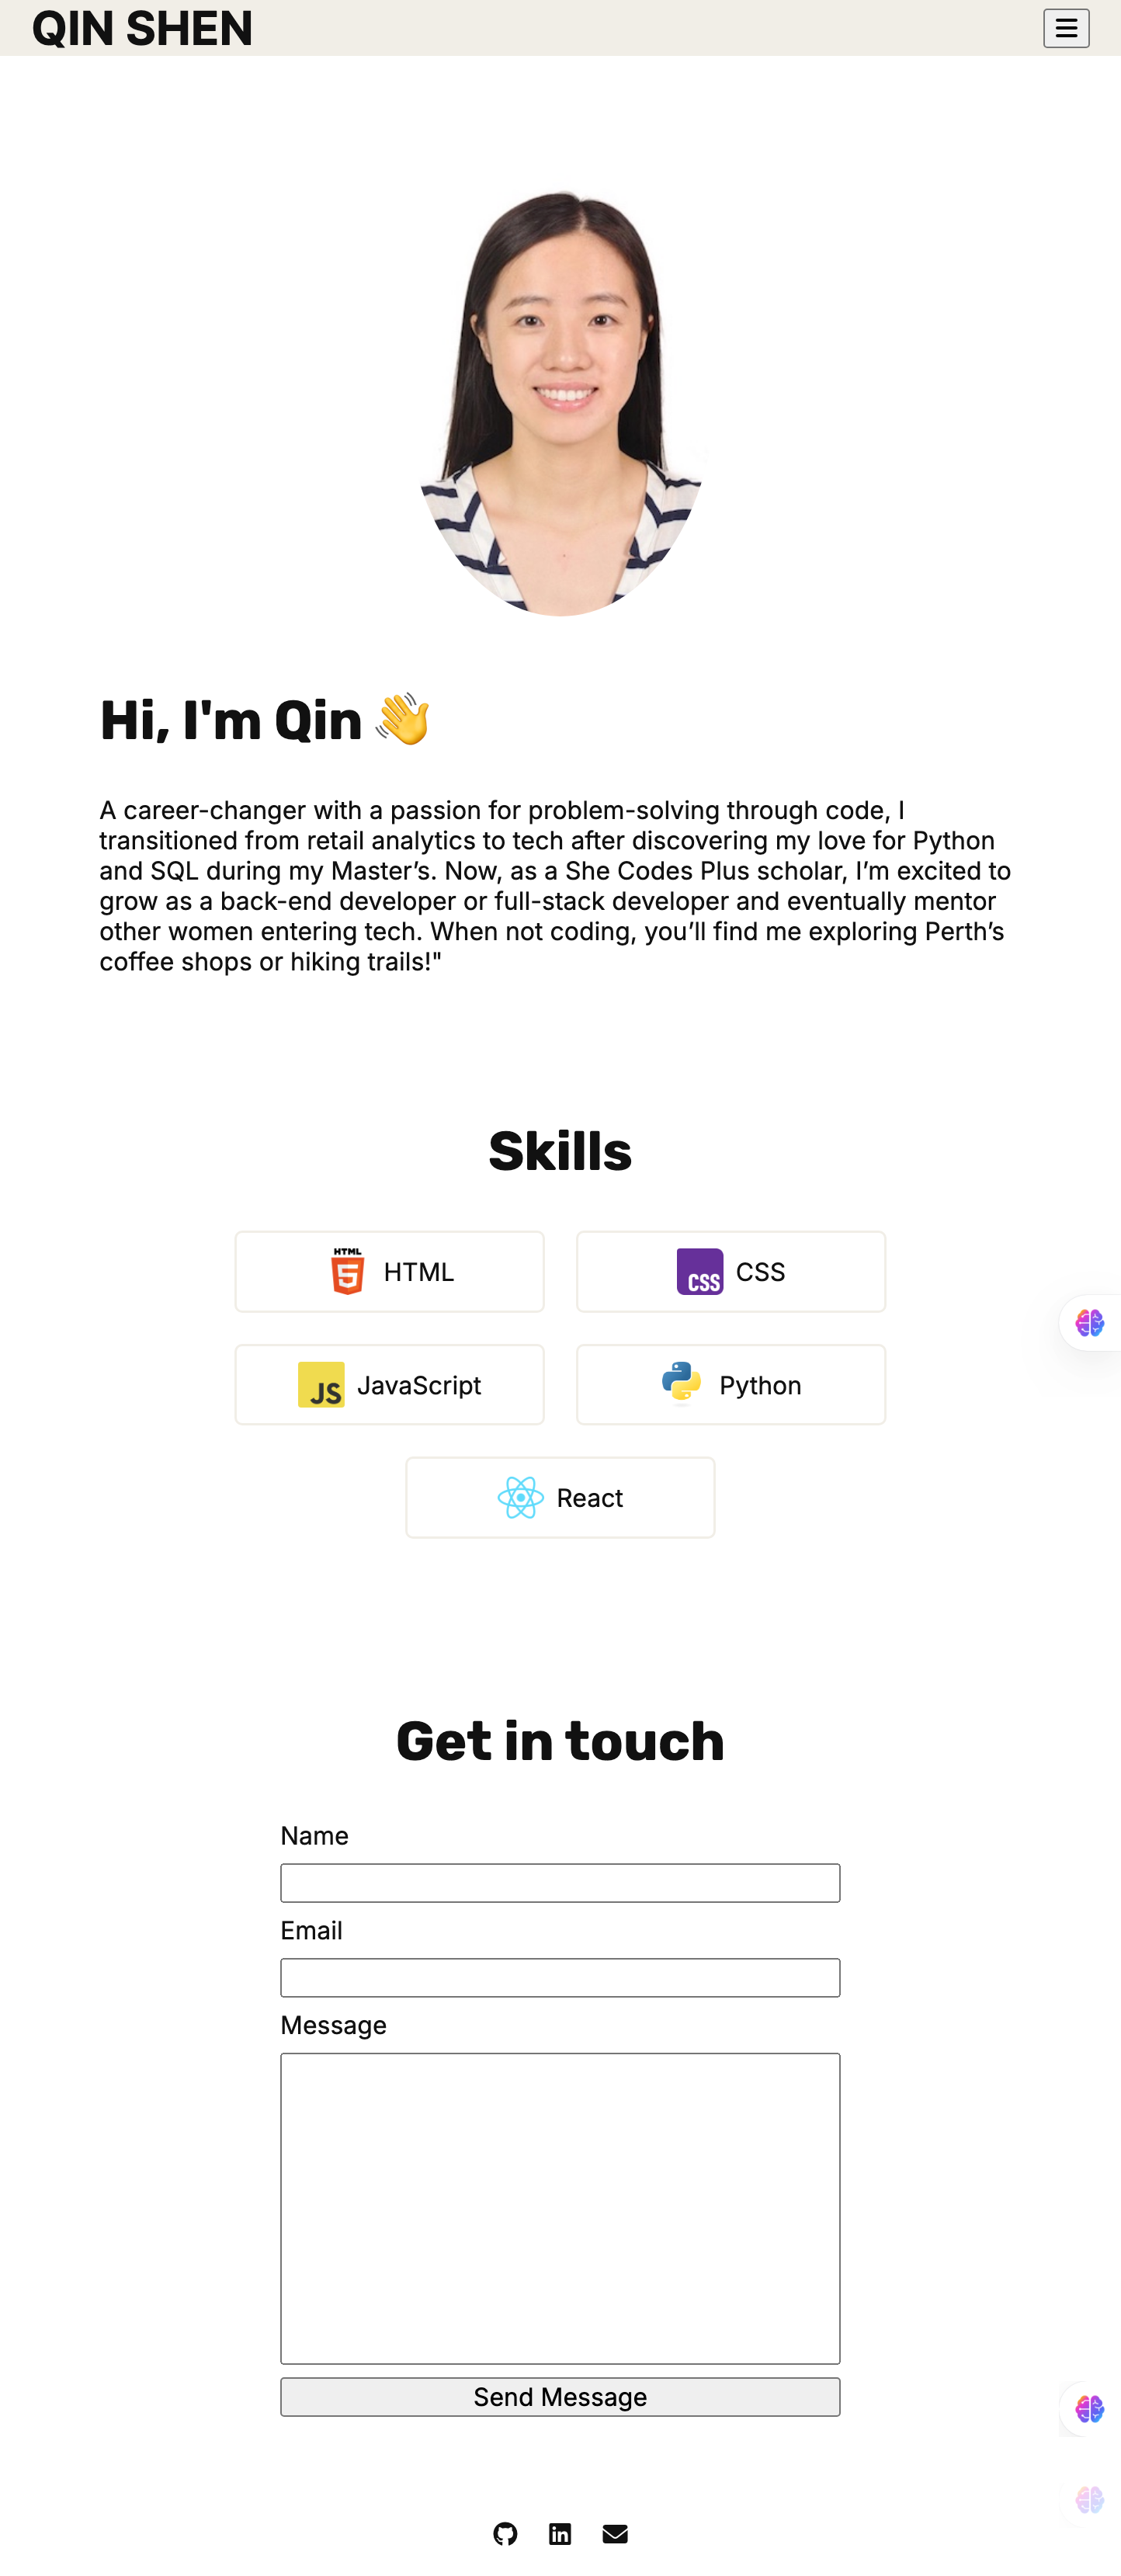 QIN SHEN
Hi, I'm Qin 👋
A career-changer with a passion for problem-solving through code, I
transitioned from retail analytics to tech after discovering my love for Python
and SQL during my Master’s. Now, as a She Codes Plus scholar, I’m excited to
grow as a back-end developer or full-stack developer and eventually mentor
other women entering tech. When not coding, you’ll find me exploring Perth’s
coffee shops or hiking trails!"
Skills
HTML
5
HTML
CSS
CSS
JS
JavaScript
Python
React
Get in touch
Name
Email
Message
Send Message
in